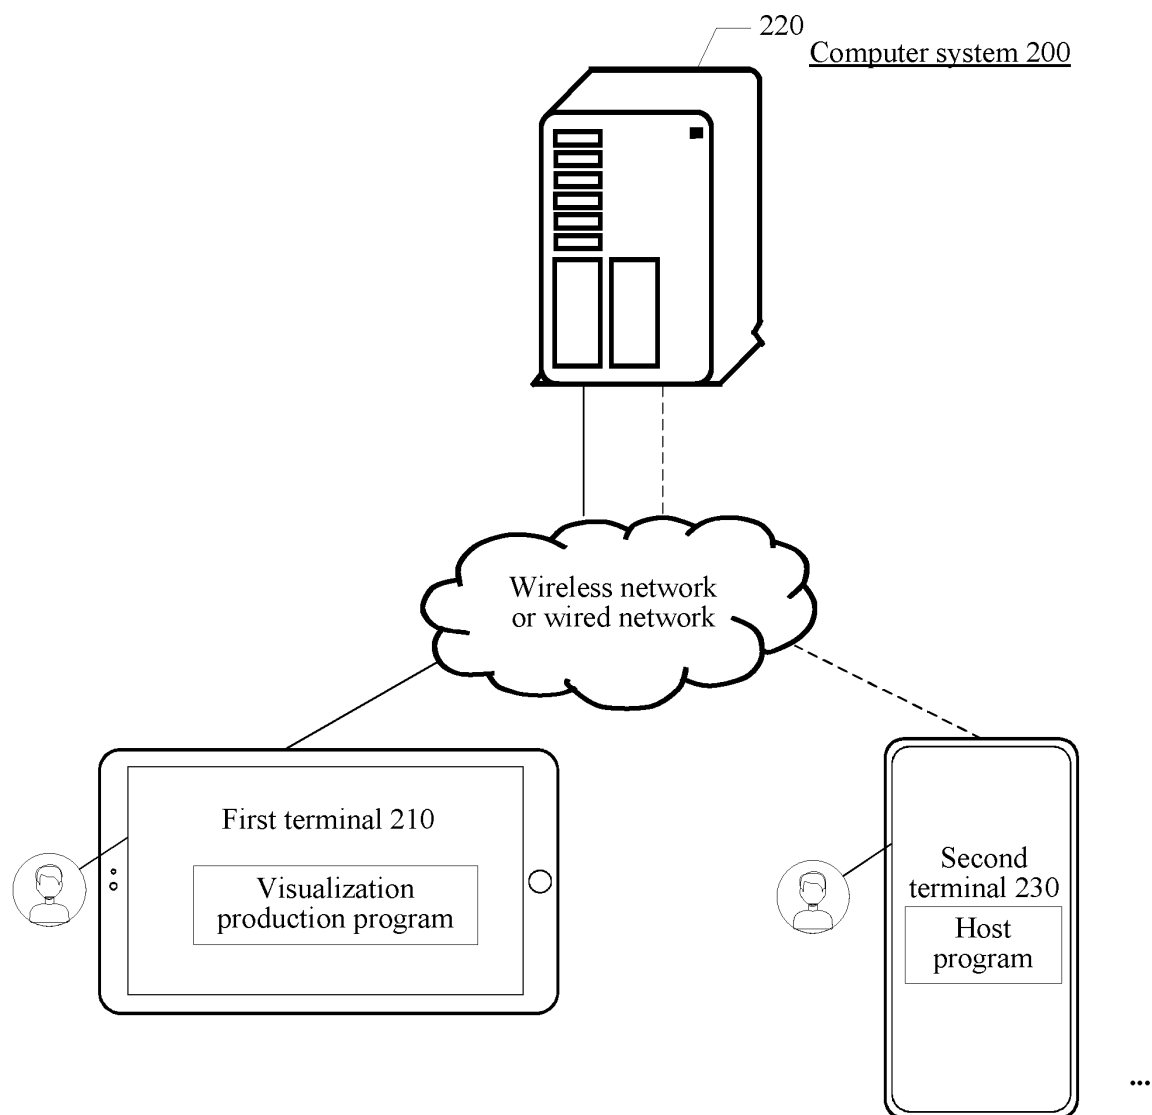 220
Computer system 200
Wireless network
or wired network
First terminal 210
Visualization
production program
Second
terminal 230
Host
program
...